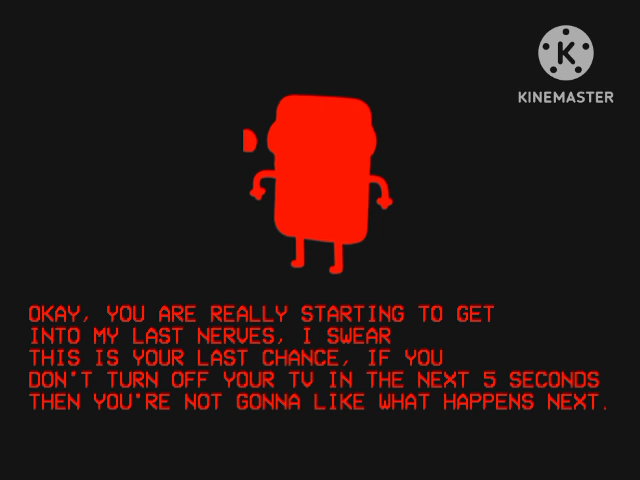 KINEMASTER
OKAY, YOU ARE REALLY STARTING TO GET
INTO MY LAST NERVES, I SWEAR
THIS IS YOUR LAST CHANCE, IF YOU
DON'T TURN OFF YOUR TV IN THE NEXT 5 SECONDS
THEN YOU'RE NOT GONNA LIKE WHAT HAPPENS NEXT.